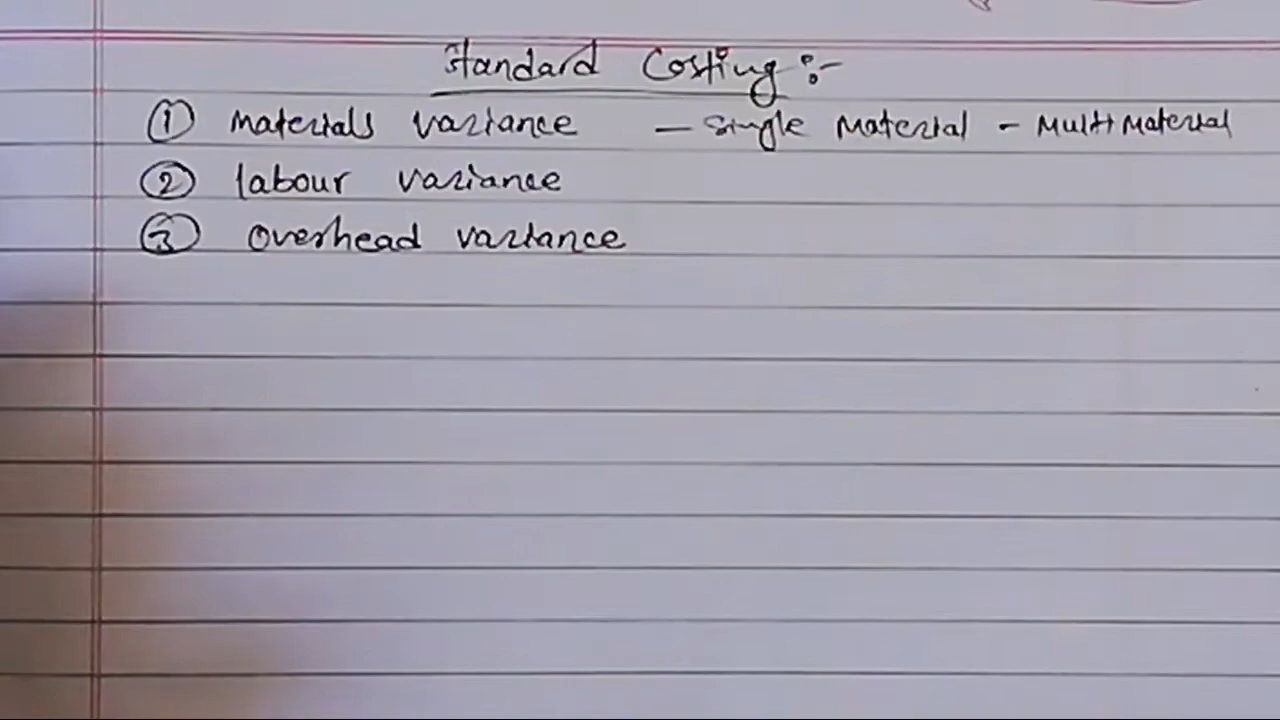 Standard Costing :-
① Materials variance — Single Material - Multi Material
② labour variance
③ overhead variance